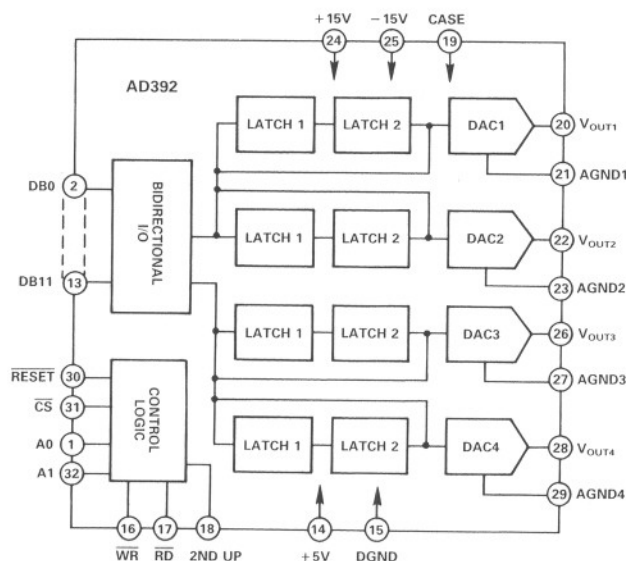 +15V -15V CASE
24 25 19
AD392
LATCH 1 LATCH 2 DAC1 20 VOUT1
DB0 2
21 AGND1
BIDIRECTIONAL
I/O
LATCH 1 LATCH 2 DAC2 22 VOUT2
DB11 13
23 AGND2
LATCH 1 LATCH 2 DAC3 26 VOUT3
RESET 30
27 AGND3
CS 31
CONTROL
LOGIC
A0 1
LATCH 1 LATCH 2 DAC4 28 VOUT4
A1 32
29 AGND4
16 17 18 14 15
WR RD 2ND UP +5V DGND